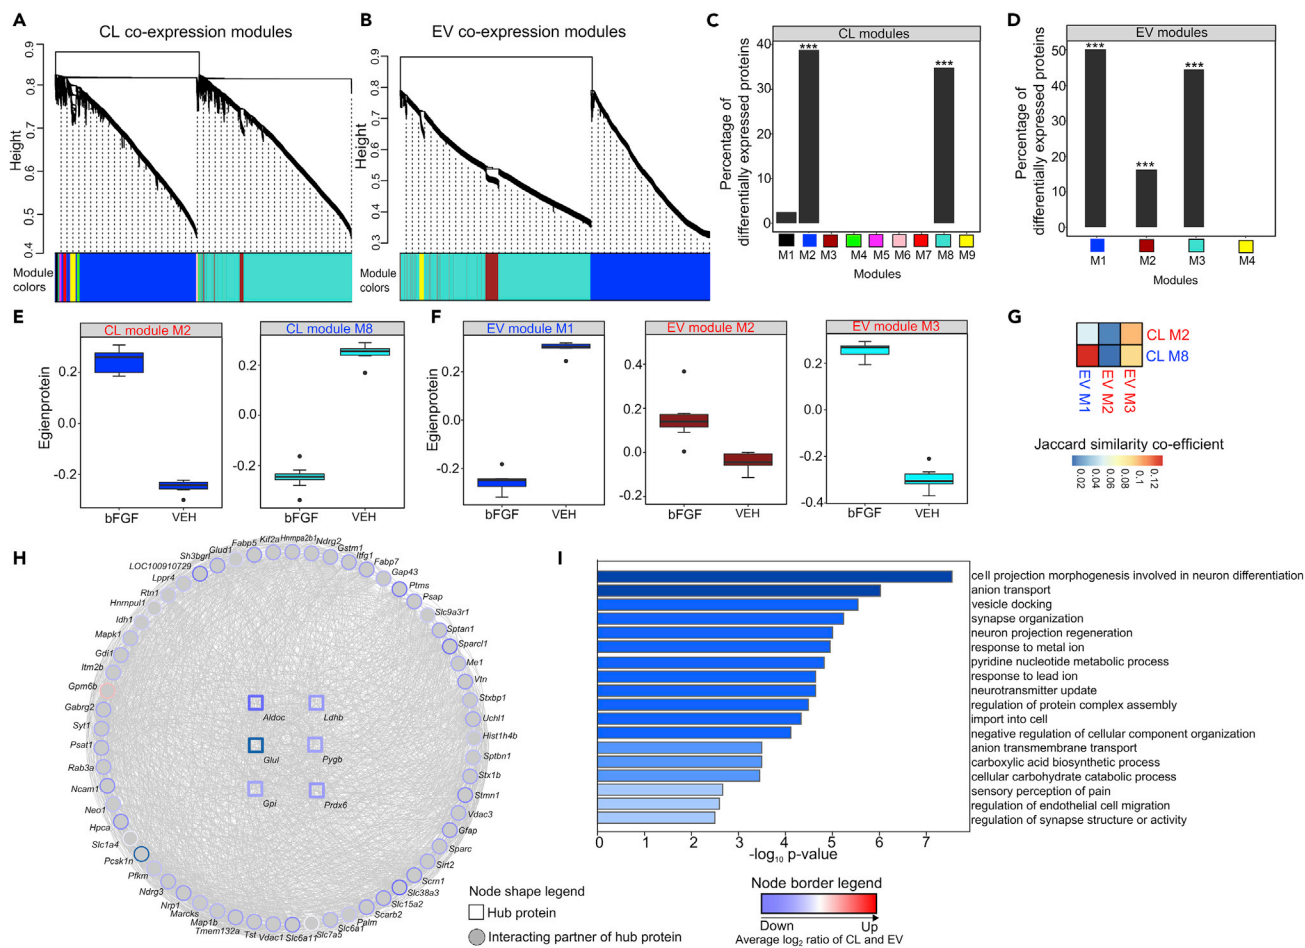 A
CL co-expression modules
0.9
0.8
0.7
0.6
0.5
0.4
Height
Module
colors
B
EV co-expression modules
0.9
0.8
0.7
0.6
0.5
0.4
0.3
Height
Module
colors
C
CL modules
Percentage of
differentially expressed proteins
40
30
20
10
0
***
***
M1 M2 M3 M4 M5 M6 M7 M8 M9
Modules
D
EV modules
Percentage of
differentially expressed proteins
50
40
30
20
10
0
***
***
***
M1 M2 M3 M4
Modules
E
CL module M2
CL module M8
Egienprotein
0.2
0.0
-0.2
bFGF VEH
0.2
0.0
-0.2
bFGF VEH
F
EV module M1
EV module M2
EV module M3
Egienprotein
0.2
0.0
-0.2
bFGF VEH
0.4
0.2
0.0
-0.2
bFGF VEH
0.2
0.0
-0.2
-0.4
bFGF VEH
G
CL M2
CL M8
EV M1
EV M2
EV M3
Jaccard similarity co-efficient
0.02
0.04
0.06
0.08
0.1
0.12
H
Hnmpa2b1
Ndrg2
Gstm1
Itfg1
Fabp7
Gap43
Ptms
Psap
Slc9a3r1
Sptan1
Sparcl1
Me1
Vtn
Stxbp1
Uchl1
Hist1h4b
Sptbn1
Stx1b
Stmn1
Vdac3
Gfap
Sparc
Sirt2
Scrn1
Slc38a3
Slc15a2
Scarb2
Palm
Slc6a1
Slc7a5
Slc6a11
Vdac1
Tst
Tmem132a
Map1b
Marcks
Nrp1
Ndrg3
Pfkm
Pcsk1n
Slc1a4
Hpca
Neo1
Ncam1
Rab3a
Psat1
Syt1
Gabrg2
Gpm6b
Itm2b
Gdi1
Mapk1
Idh1
Hnmpul1
Rtn1
Lppr4
LOC100910729
Sh3bgrl
Glud1
Fabp5
Kif2a
Aldoc
Ldhb
Glul
Pygb
Gpi
Prdx6
Node shape legend
Hub protein
Interacting partner of hub protein
I
cell projection morphogenesis involved in neuron differentiation
anion transport
vesicle docking
synapse organization
neuron projection regeneration
response to metal ion
pyridine nucleotide metabolic process
response to lead ion
neurotransmitter update
regulation of protein complex assembly
import into cell
negative regulation of cellular component organization
anion transmembrane transport
carboxylic acid biosynthetic process
cellular carbohydrate catabolic process
sensory perception of pain
regulation of endothelial cell migration
regulation of synapse structure or activity
0 1 2 3 4 5 6 7
-log10 p-value
Node border legend
Down Up
Average log2 ratio of CL and EV